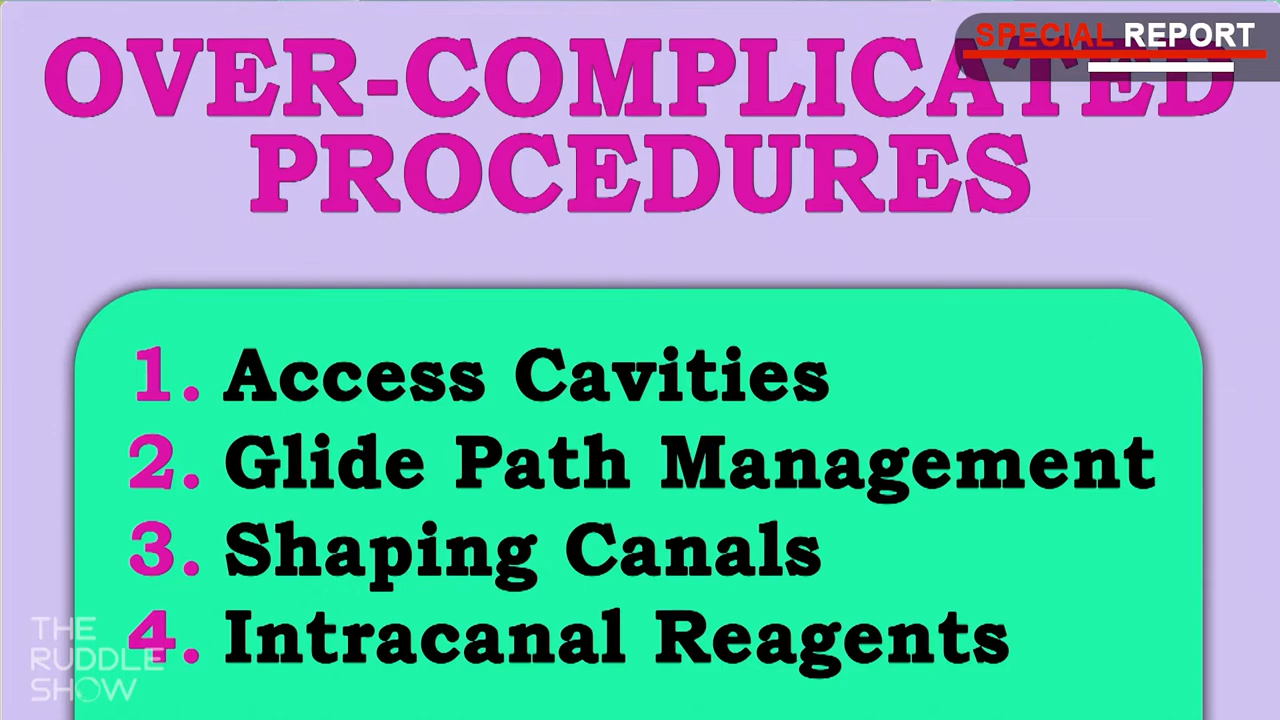 SPECIAL REPORT
OVER-COMPLICATED
PROCEDURES
1. Access Cavities
2. Glide Path Management
3. Shaping Canals
4. Intracanal Reagents
THE
RUDDLE
SHOW